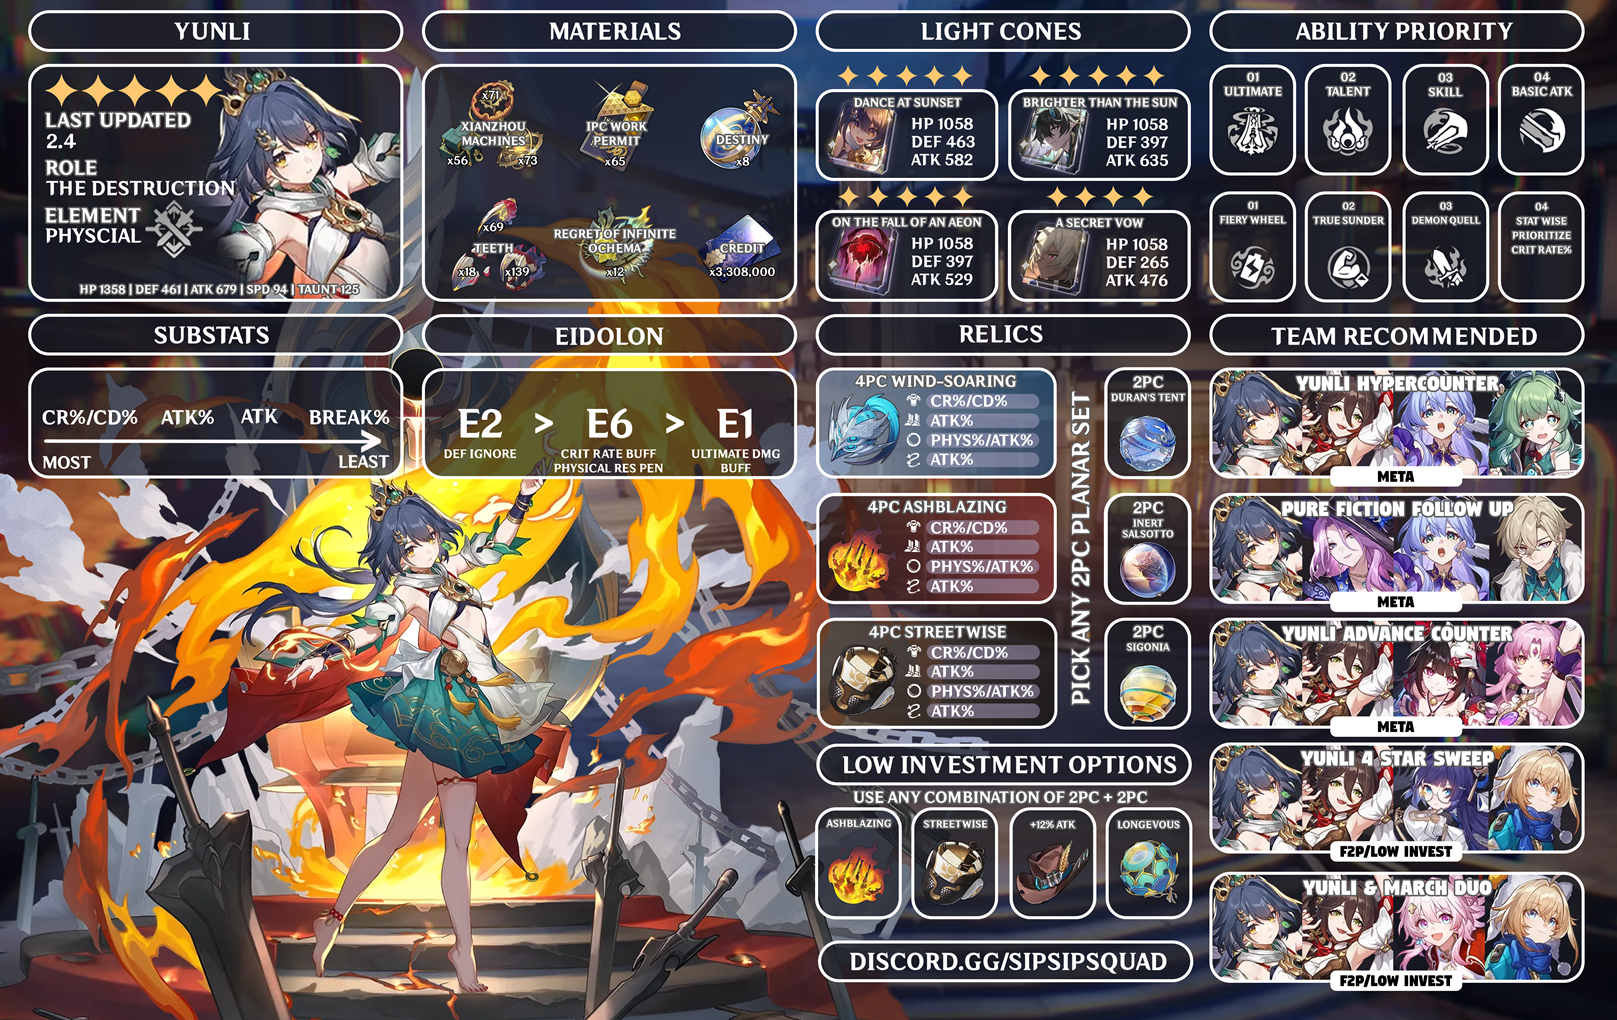 YUNLI
LAST UPDATED
2.4
ROLE
THE DESTRUCTION
ELEMENT
PHYSCIAL
HP 1358 | DEF 461 | ATK 679 | SPD 94 | TAUNT 125
MATERIALS
x71
XIANZHOU
MACHINES
x56
x73
IPC WORK
PERMIT
x65
DESTINY
x8
x69
TEETH
x18
x139
REGRET OF INFINITE
OCHEMA
x12
CREDIT
x3,308,000
LIGHT CONES
DANCE AT SUNSET
HP 1058
DEF 463
ATK 582
BRIGHTER THAN THE SUN
HP 1058
DEF 397
ATK 635
ON THE FALL OF AN AEON
HP 1058
DEF 397
ATK 529
A SECRET VOW
HP 1058
DEF 265
ATK 476
ABILITY PRIORITY
01
ULTIMATE
02
TALENT
03
SKILL
04
BASIC ATK
01
FIERY WHEEL
02
TRUE SUNDER
03
DEMON QUELL
04
STAT WISE
PRIORITIZE
CRIT RATE%
SUBSTATS
CR%/CD% ATK% ATK BREAK%
MOST LEAST
EIDOLON
E2 > E6 > E1
DEF IGNORE
CRIT RATE BUFF
PHYSICAL RES PEN
ULTIMATE DMG
BUFF
RELICS
4PC WIND-SOARING
CR%/CD%
ATK%
PHYS%/ATK%
ATK%
4PC ASHBLAZING
CR%/CD%
ATK%
PHYS%/ATK%
ATK%
4PC STREETWISE
CR%/CD%
ATK%
PHYS%/ATK%
ATK%
PICK ANY 2PC PLANAR SET
2PC
DURAN'S TENT
2PC
INERT
SALSOTTO
2PC
SIGONIA
LOW INVESTMENT OPTIONS
USE ANY COMBINATION OF 2PC + 2PC
ASHBLAZING
STREETWISE
+12% ATK
LONGEVOUS
DISCORD.GG/SIPSIPSQUAD
TEAM RECOMMENDED
YUNLI HYPERCOUNTER
META
PURE FICTION FOLLOW UP
META
YUNLI ADVANCE COUNTER
META
YUNLI 4 STAR SWEEP
F2P/LOW INVEST
YUNLI & MARCH DUO
F2P/LOW INVEST